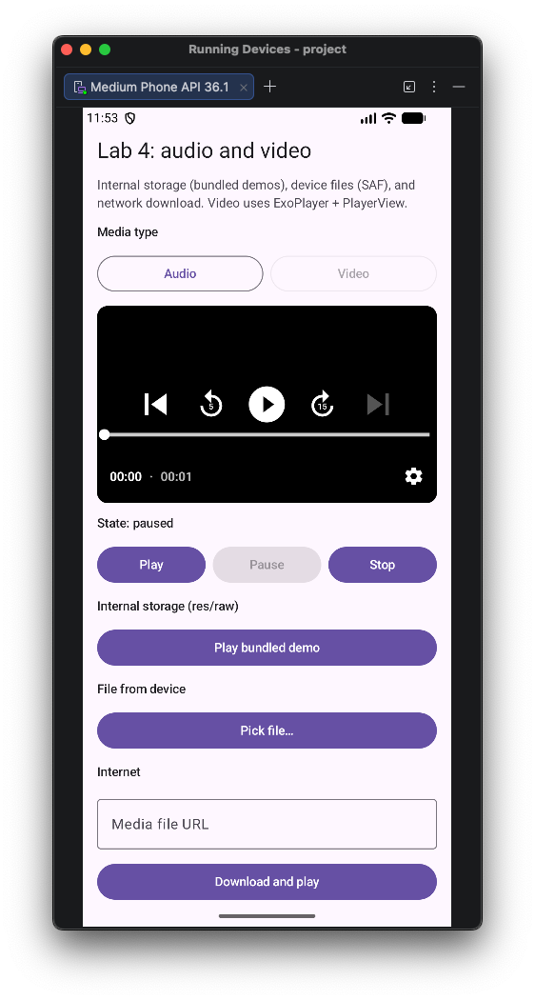 Running Devices - project
Medium Phone API 36.1
11:53
Lab 4: audio and video
Internal storage (bundled demos), device files (SAF), and
network download. Video uses ExoPlayer + PlayerView.
Media type
Audio
Video
5
15
00:00 · 00:01
State: paused
Play
Pause
Stop
Internal storage (res/raw)
Play bundled demo
File from device
Pick file…
Internet
Media file URL
Download and play